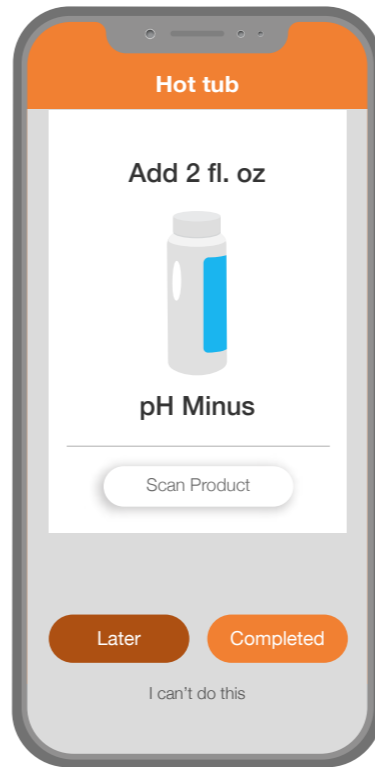 Hot tub
Add 2 fl. oz
pH Minus
Scan Product
Later
Completed
I can't do this